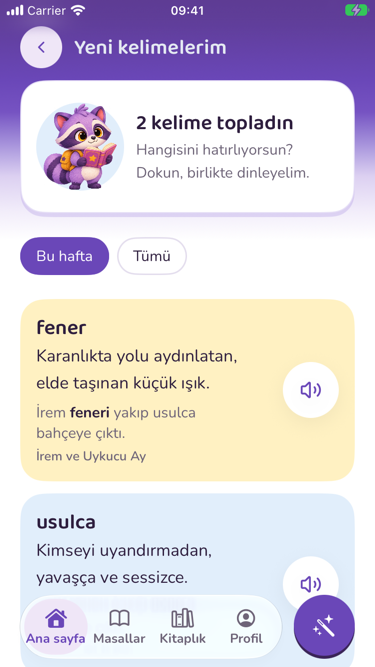 Carrier 09:41
Yeni kelimelerim
2 kelime topladın
Hangisini hatırlıyorsun?
Dokun, birlikte dinleyelim.
Bu hafta Tümü
fener
Karanlıkta yolu aydınlatan,
elde taşınan küçük ışık.
İrem feneri yakıp usulca
bahçeye çıktı.
İrem ve Uykucu Ay
usulca
Kimseyi uyandırmadan,
yavaşça ve sessizce.
Ana sayfa Masallar Kitaplık Profil